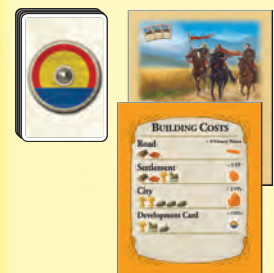 BUILDING COSTS
Road
Settlement
City
Development Card